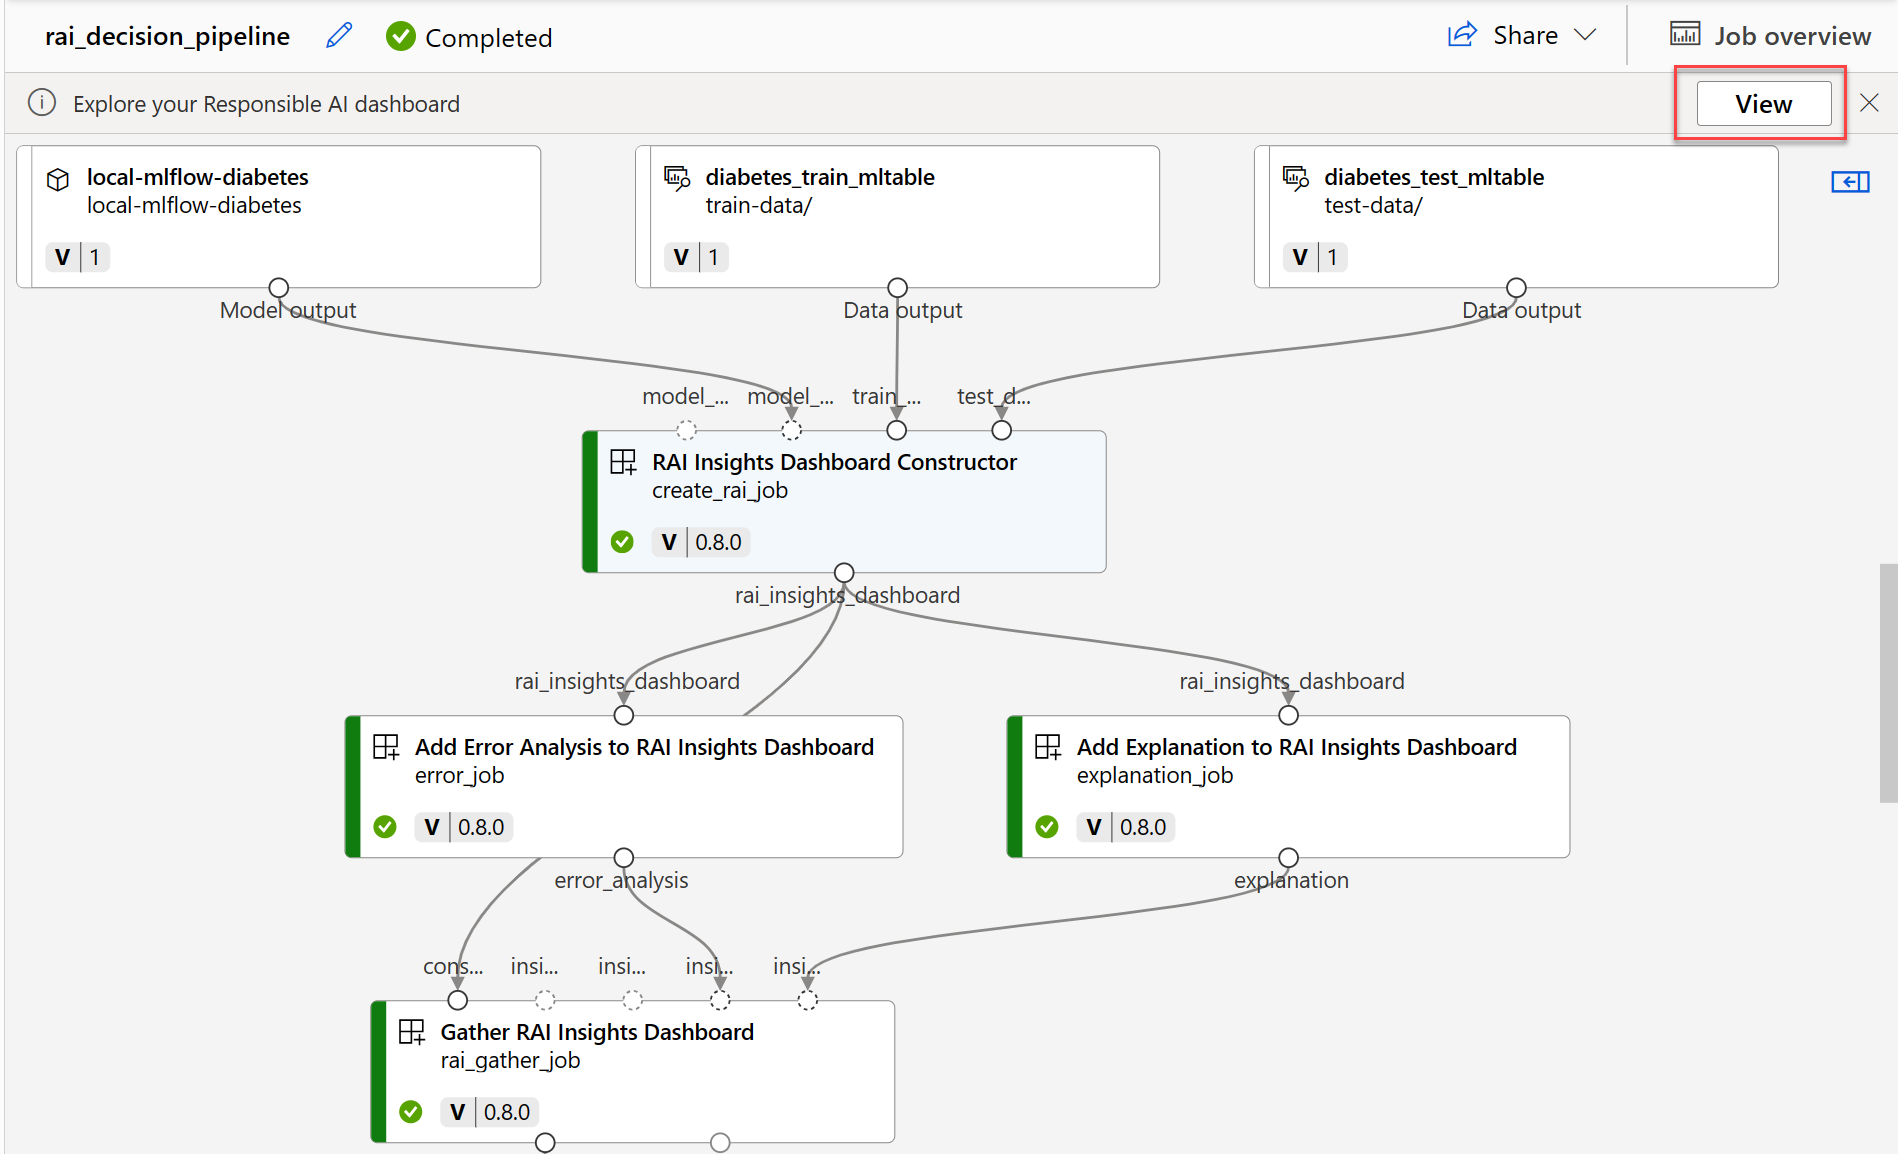 rai_decision_pipeline
Completed
Share
Job overview
Explore your Responsible AI dashboard
View
local-mlflow-diabetes
local-mlflow-diabetes
V 1
Model output
diabetes_train_mltable
train-data/
V 1
Data output
diabetes_test_mltable
test-data/
V 1
Data output
model_...
model_...
train_...
test_d...
RAI Insights Dashboard Constructor
create_rai_job
V 0.8.0
rai_insights_dashboard
rai_insights_dashboard
rai_insights_dashboard
Add Error Analysis to RAI Insights Dashboard
error_job
V 0.8.0
error_analysis
Add Explanation to RAI Insights Dashboard
explanation_job
V 0.8.0
explanation
cons...
insi...
insi...
insi...
insi...
Gather RAI Insights Dashboard
rai_gather_job
V 0.8.0